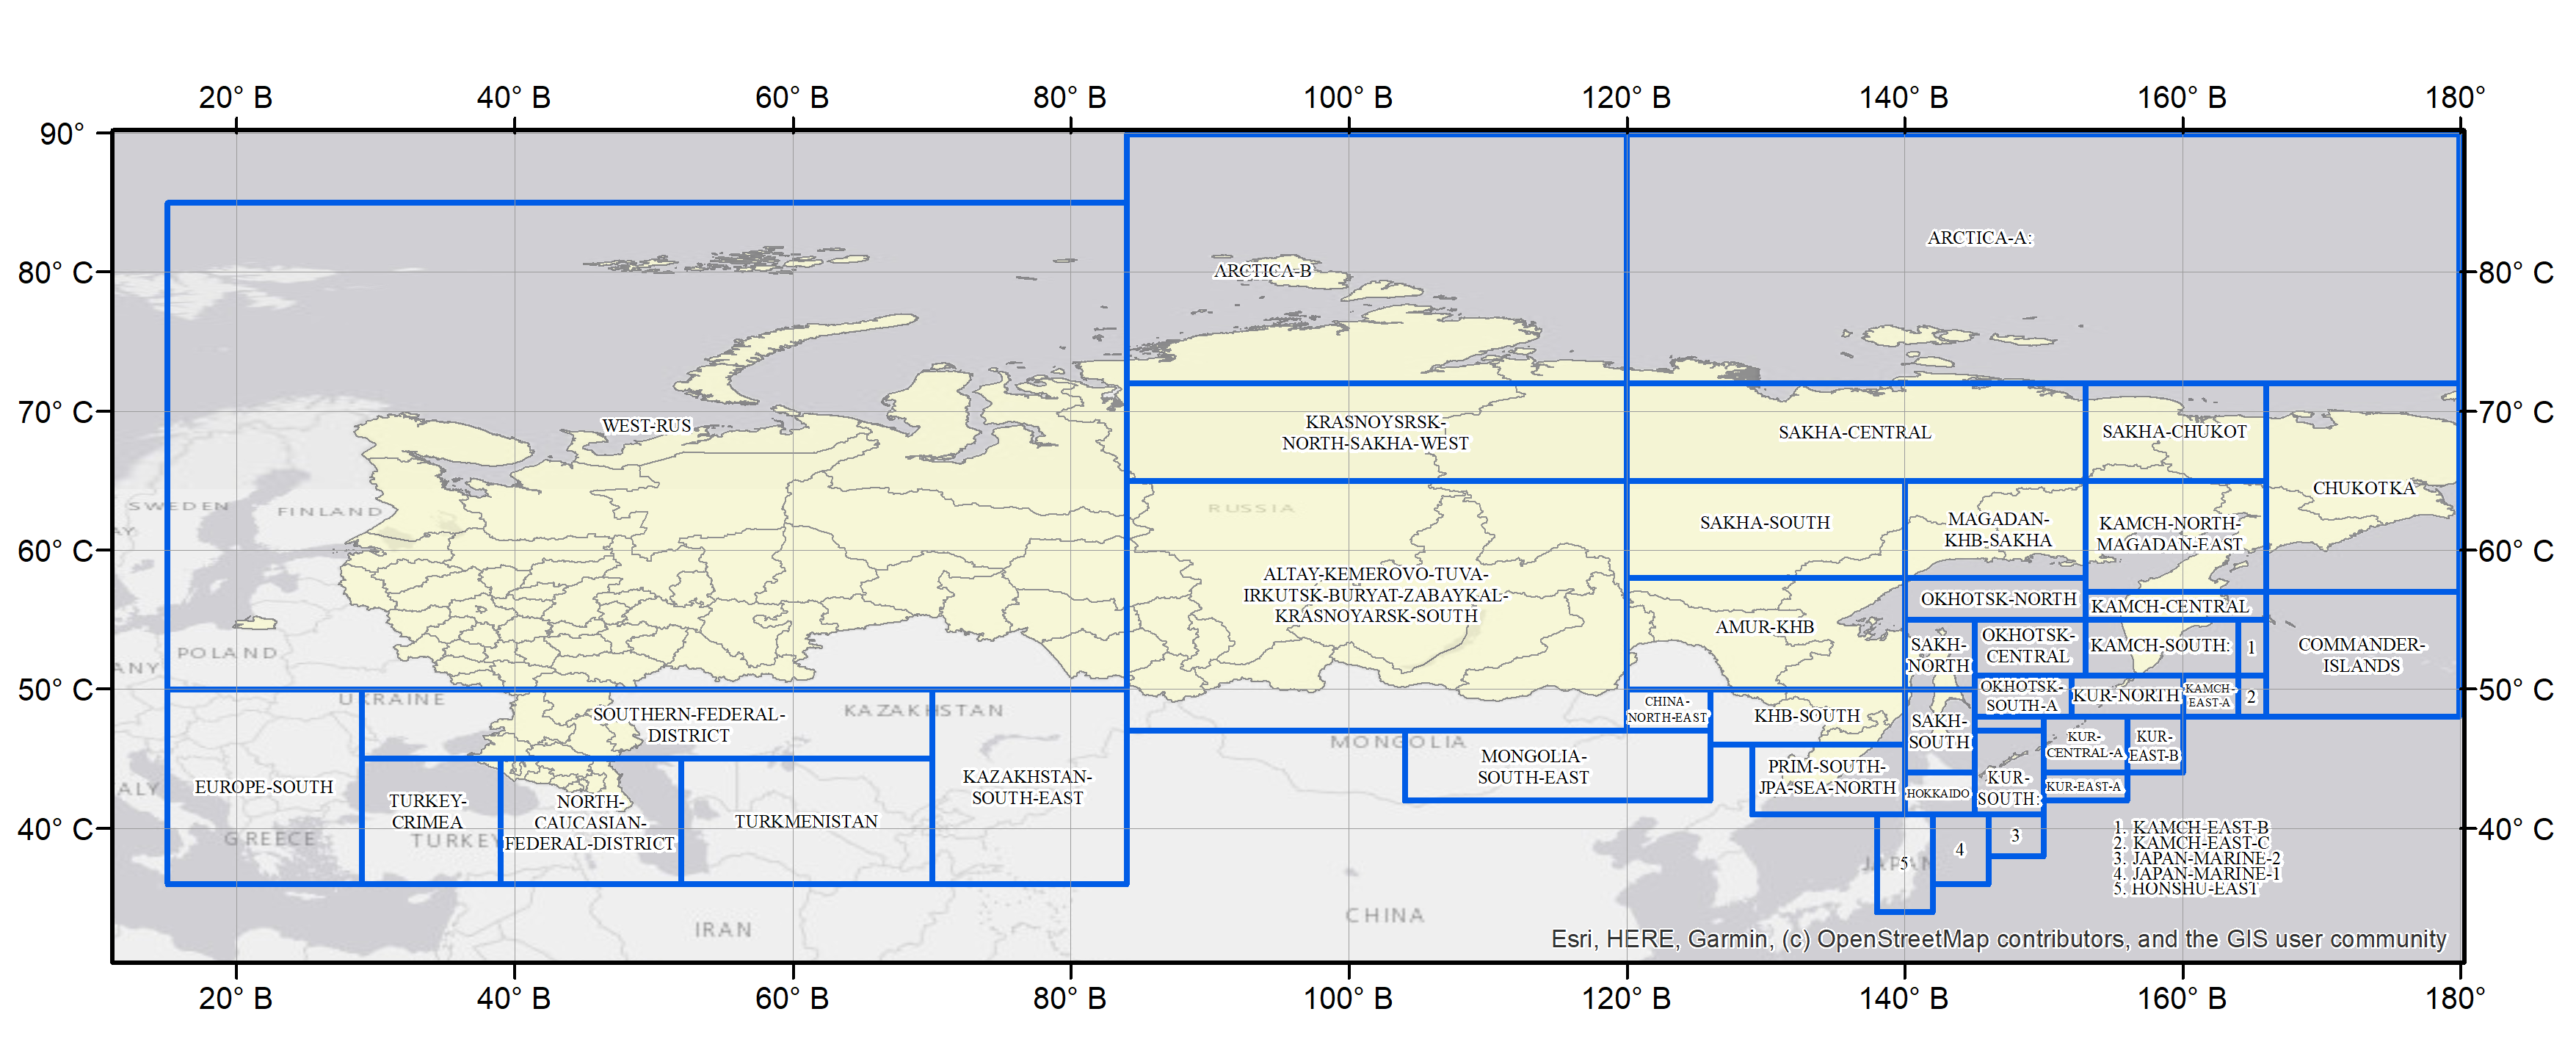 20° В 40° В 60° В 80° В 100° В 120° В 140° В 160° В 180°
90°
ARCTICA-A:
80° С ARCTICA-B 80° С
70° С WEST-RUS KRASNOYSRSK- SAKHA-CENTRAL SAKHA-CHUKOT 70° С
NORTH-SAKHA-WEST
CHUKOTKA
SWEDEN FINLAND RUSSIA
SAKHA-SOUTH MAGADAN- KAMCH-NORTH-
KHB-SAKHA MAGADAN-EAST
60° С 60° С
ALTAY-KEMEROVO-TUVA-
IRKUTSK-BURYAT-ZABAYKAL-
KRASNOYARSK-SOUTH
OKHOTSK-NORTH KAMCH-CENTRAL
AMUR-KHB
POLAND
ANY
SAKH-
NORTH
OKHOTSK-
CENTRAL
KAMCH-SOUTH: 1
COMMANDER-
ISLANDS
50° С 50° С
UKRAINE
OKHOTSK-
SOUTH-A
KUR-NORTH
KAMCH-
EAST-A
2
SOUTHERN-FEDERAL-
DISTRICT
KAZAKHSTAN
CHINA-
NORTH-EAST
KHB-SOUTH
SAKH-
SOUTH
KUR-
CENTRAL-A
KUR-
EAST-B
MONGOLIA
MONGOLIA-
SOUTH-EAST
PRIM-SOUTH-
JPA-SEA-NORTH
HOKKAIDO
KUR-
SOUTH:
KUR-EAST-A
ALY
EUROPE-SOUTH
TURKEY-
CRIMEA
NORTH-
CAUCASIAN-
FEDERAL-DISTRICT
TURKMENISTAN
KAZAKHSTAN-
SOUTH-EAST
40° С 40° С
GREECE TURKEY
3
4
5
JAPAN
1. KAMCH-EAST-B
2. KAMCH-EAST-C
3. JAPAN-MARINE-2
4. JAPAN-MARINE-1
5. HONSHU-EAST
IRAN CHINA
Esri, HERE, Garmin, (c) OpenStreetMap contributors, and the GIS user community
20° В 40° В 60° В 80° В 100° В 120° В 140° В 160° В 180°